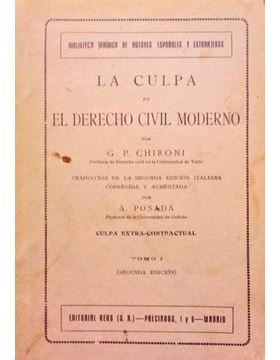 BIBLIOTECA JURÍDICA DE AUTORES ESPAÑOLES Y EXTRANJEROS
LA CULPA
EN
EL DERECHO CIVIL MODERNO
POR
G. P. CHIRONI
Profesor de Derecho civil en la Universidad de Turín
TRADUCCIÓN DE LA SEGUNDA EDICIÓN ITALIANA
CORREGIDA Y AUMENTADA
POR
A. POSADA
Profesor de la Universidad de Oviedo
CULPA EXTRA-CONTRACTUAL
TOMO I
(SEGUNDA EDICIÓN)
EDITORIAL REUS (S. A.)—PRECIADOS, 1 y 6—MADRID